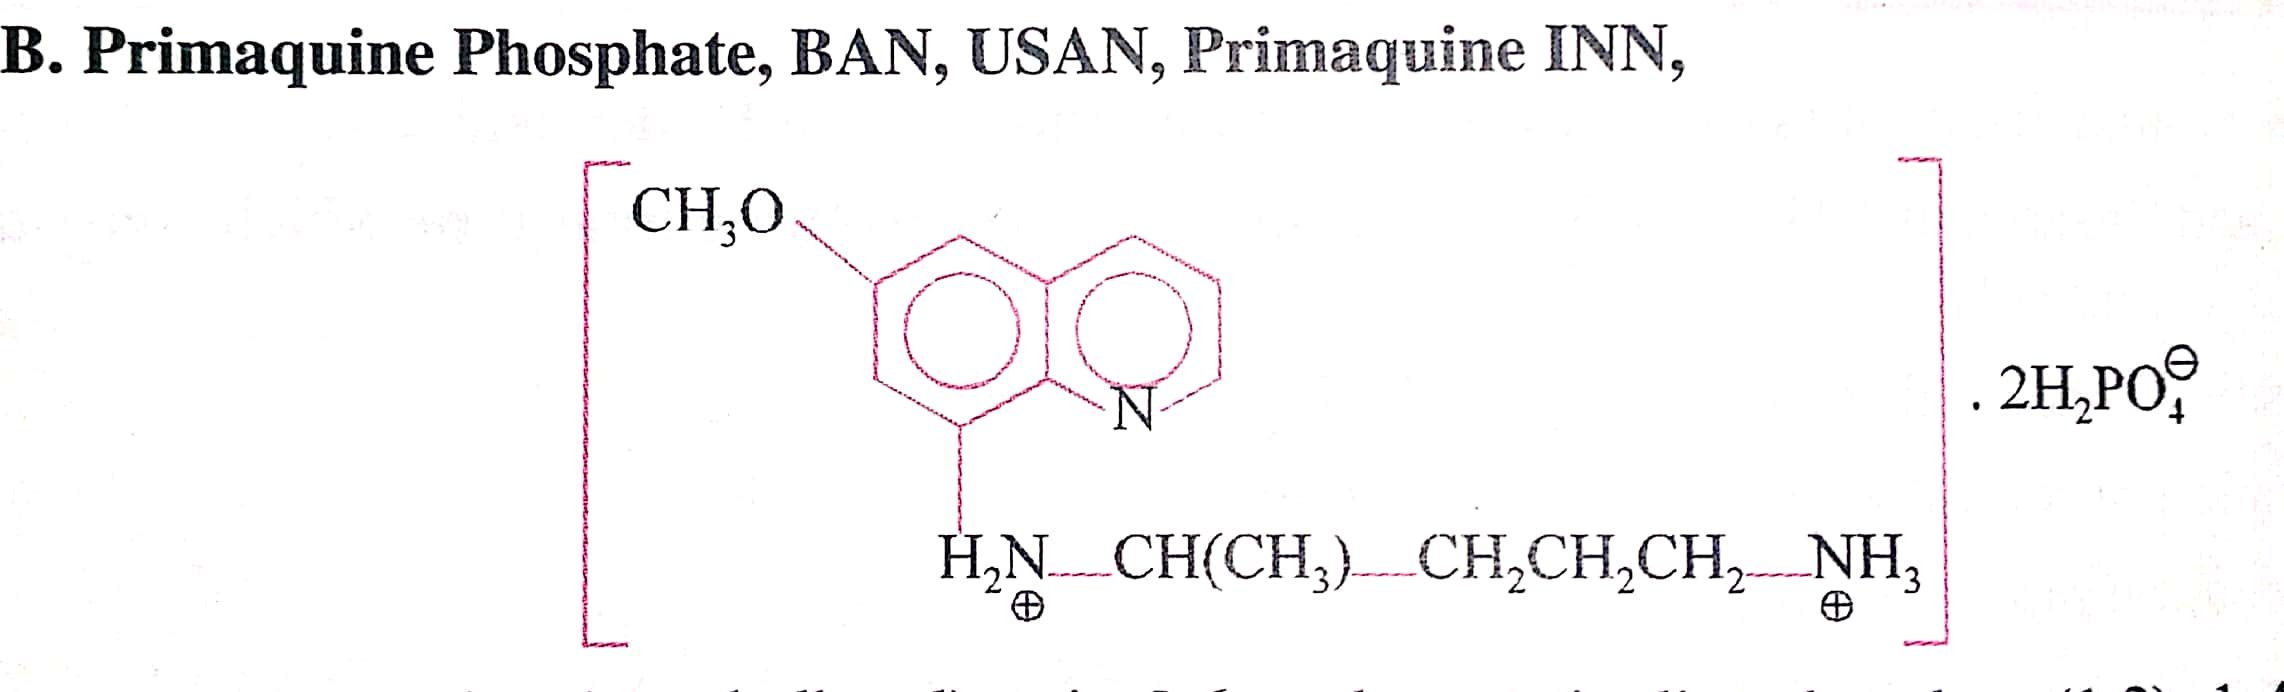 B. Primaquine Phosphate, BAN, USAN, Primaquine INN,
CH₃O
N
. 2H₂PO₄⊖
H₂N—CH(CH₃)—CH₂CH₂CH₂—NH₃
⊕ ⊕